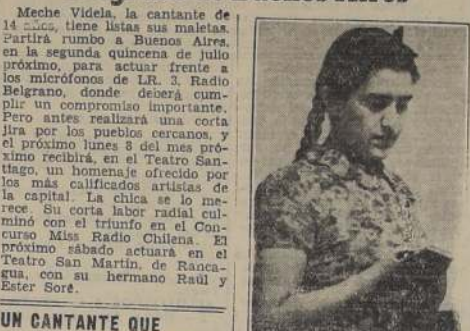 Meche Videla, la cantante de
14 años, tiene listas sus maletas.
Partirá rumbo a Buenos Aires,
en la segunda quincena de julio
próximo, para actuar frente a
los micrófonos de LR. 3, Radio
Belgrano, donde deberá cum-
plir un compromiso importante.
Pero antes realizará una corta
jira por los pueblos cercanos, y
el próximo lunes 8 del mes pró-
ximo recibirá, en el Teatro San-
tiago, un homenaje ofrecido por
los más calificados artistas de
la capital. La chica se lo me-
rece. Su corta labor radial cul-
minó con el triunfo en el Con-
curso Miss Radio Chilena. El
próximo sábado actuará en el
Teatro San Martín, de Ranca-
gua, con su hermano Raúl y
Ester Soré.
UN CANTANTE QUE